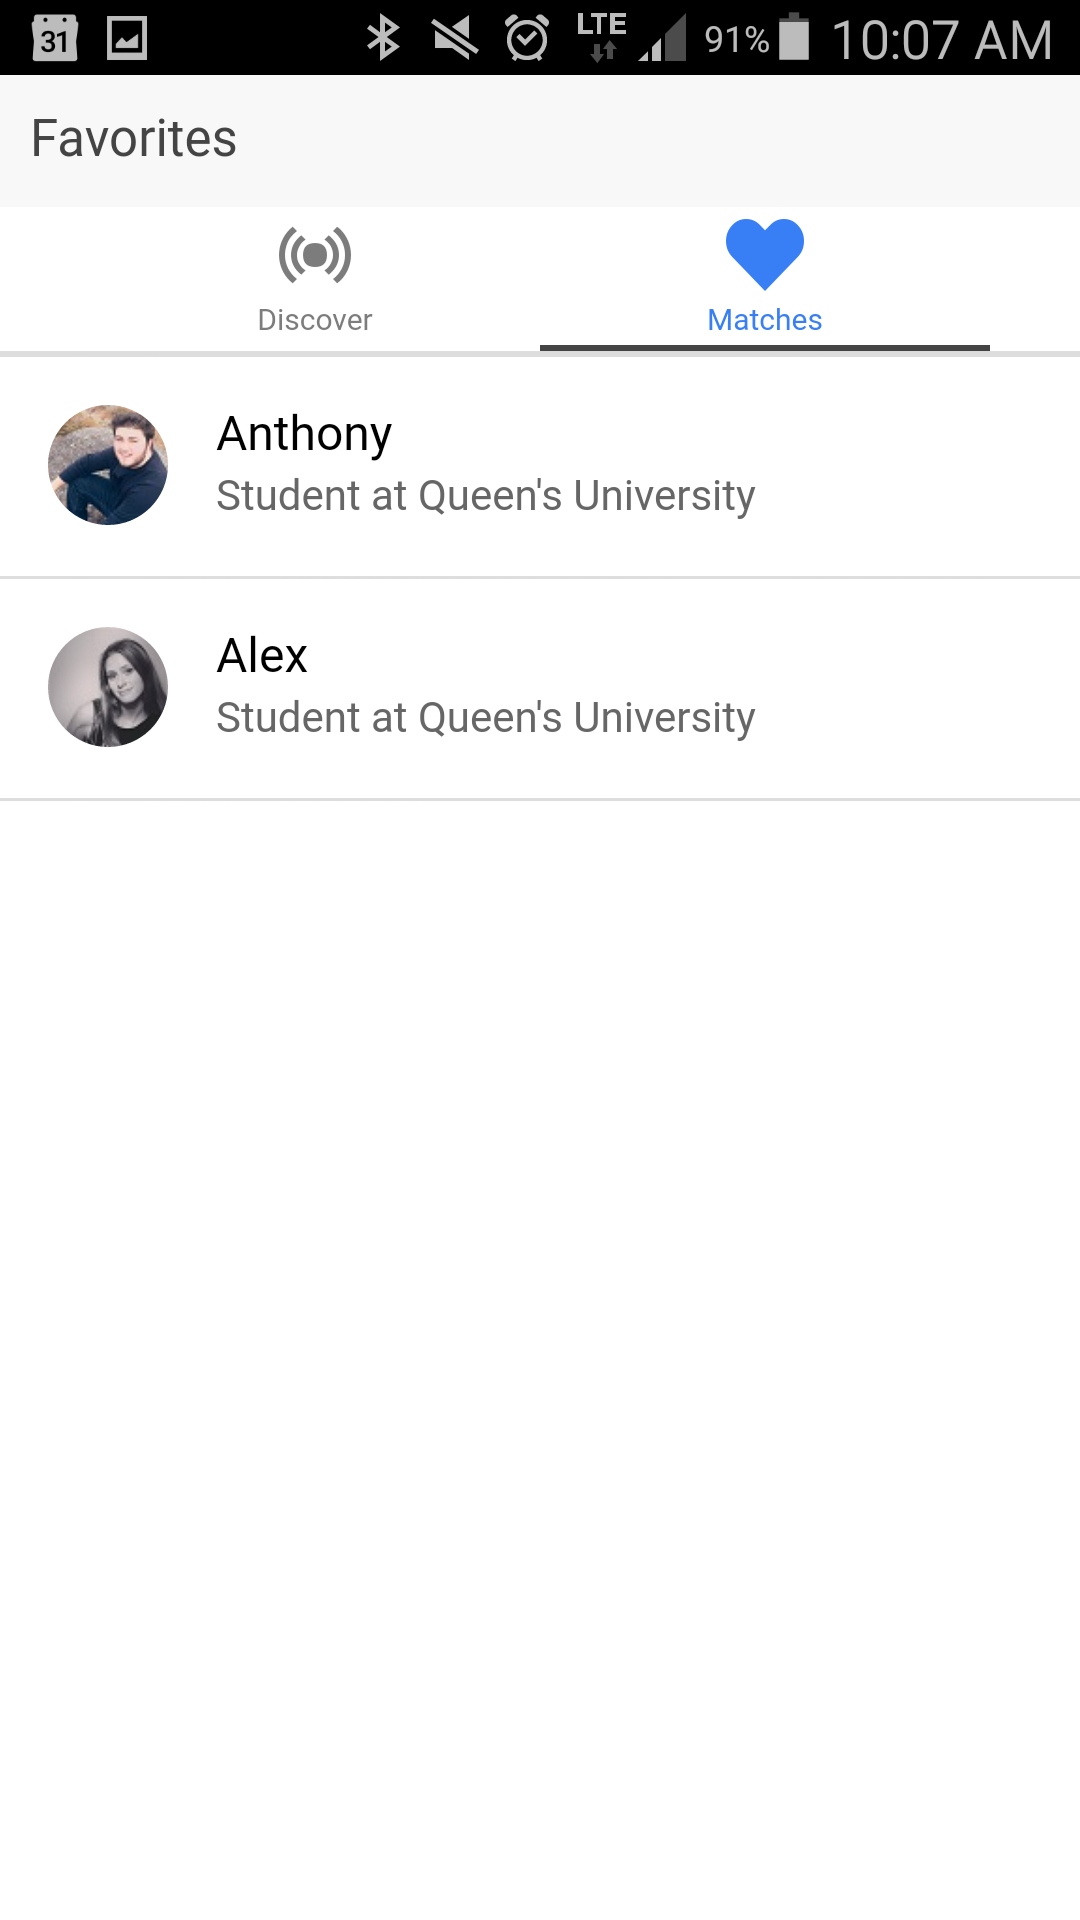 31 LTE 91% 10:07 AM
Favorites
Discover Matches
Anthony
Student at Queen's University
Alex
Student at Queen's University